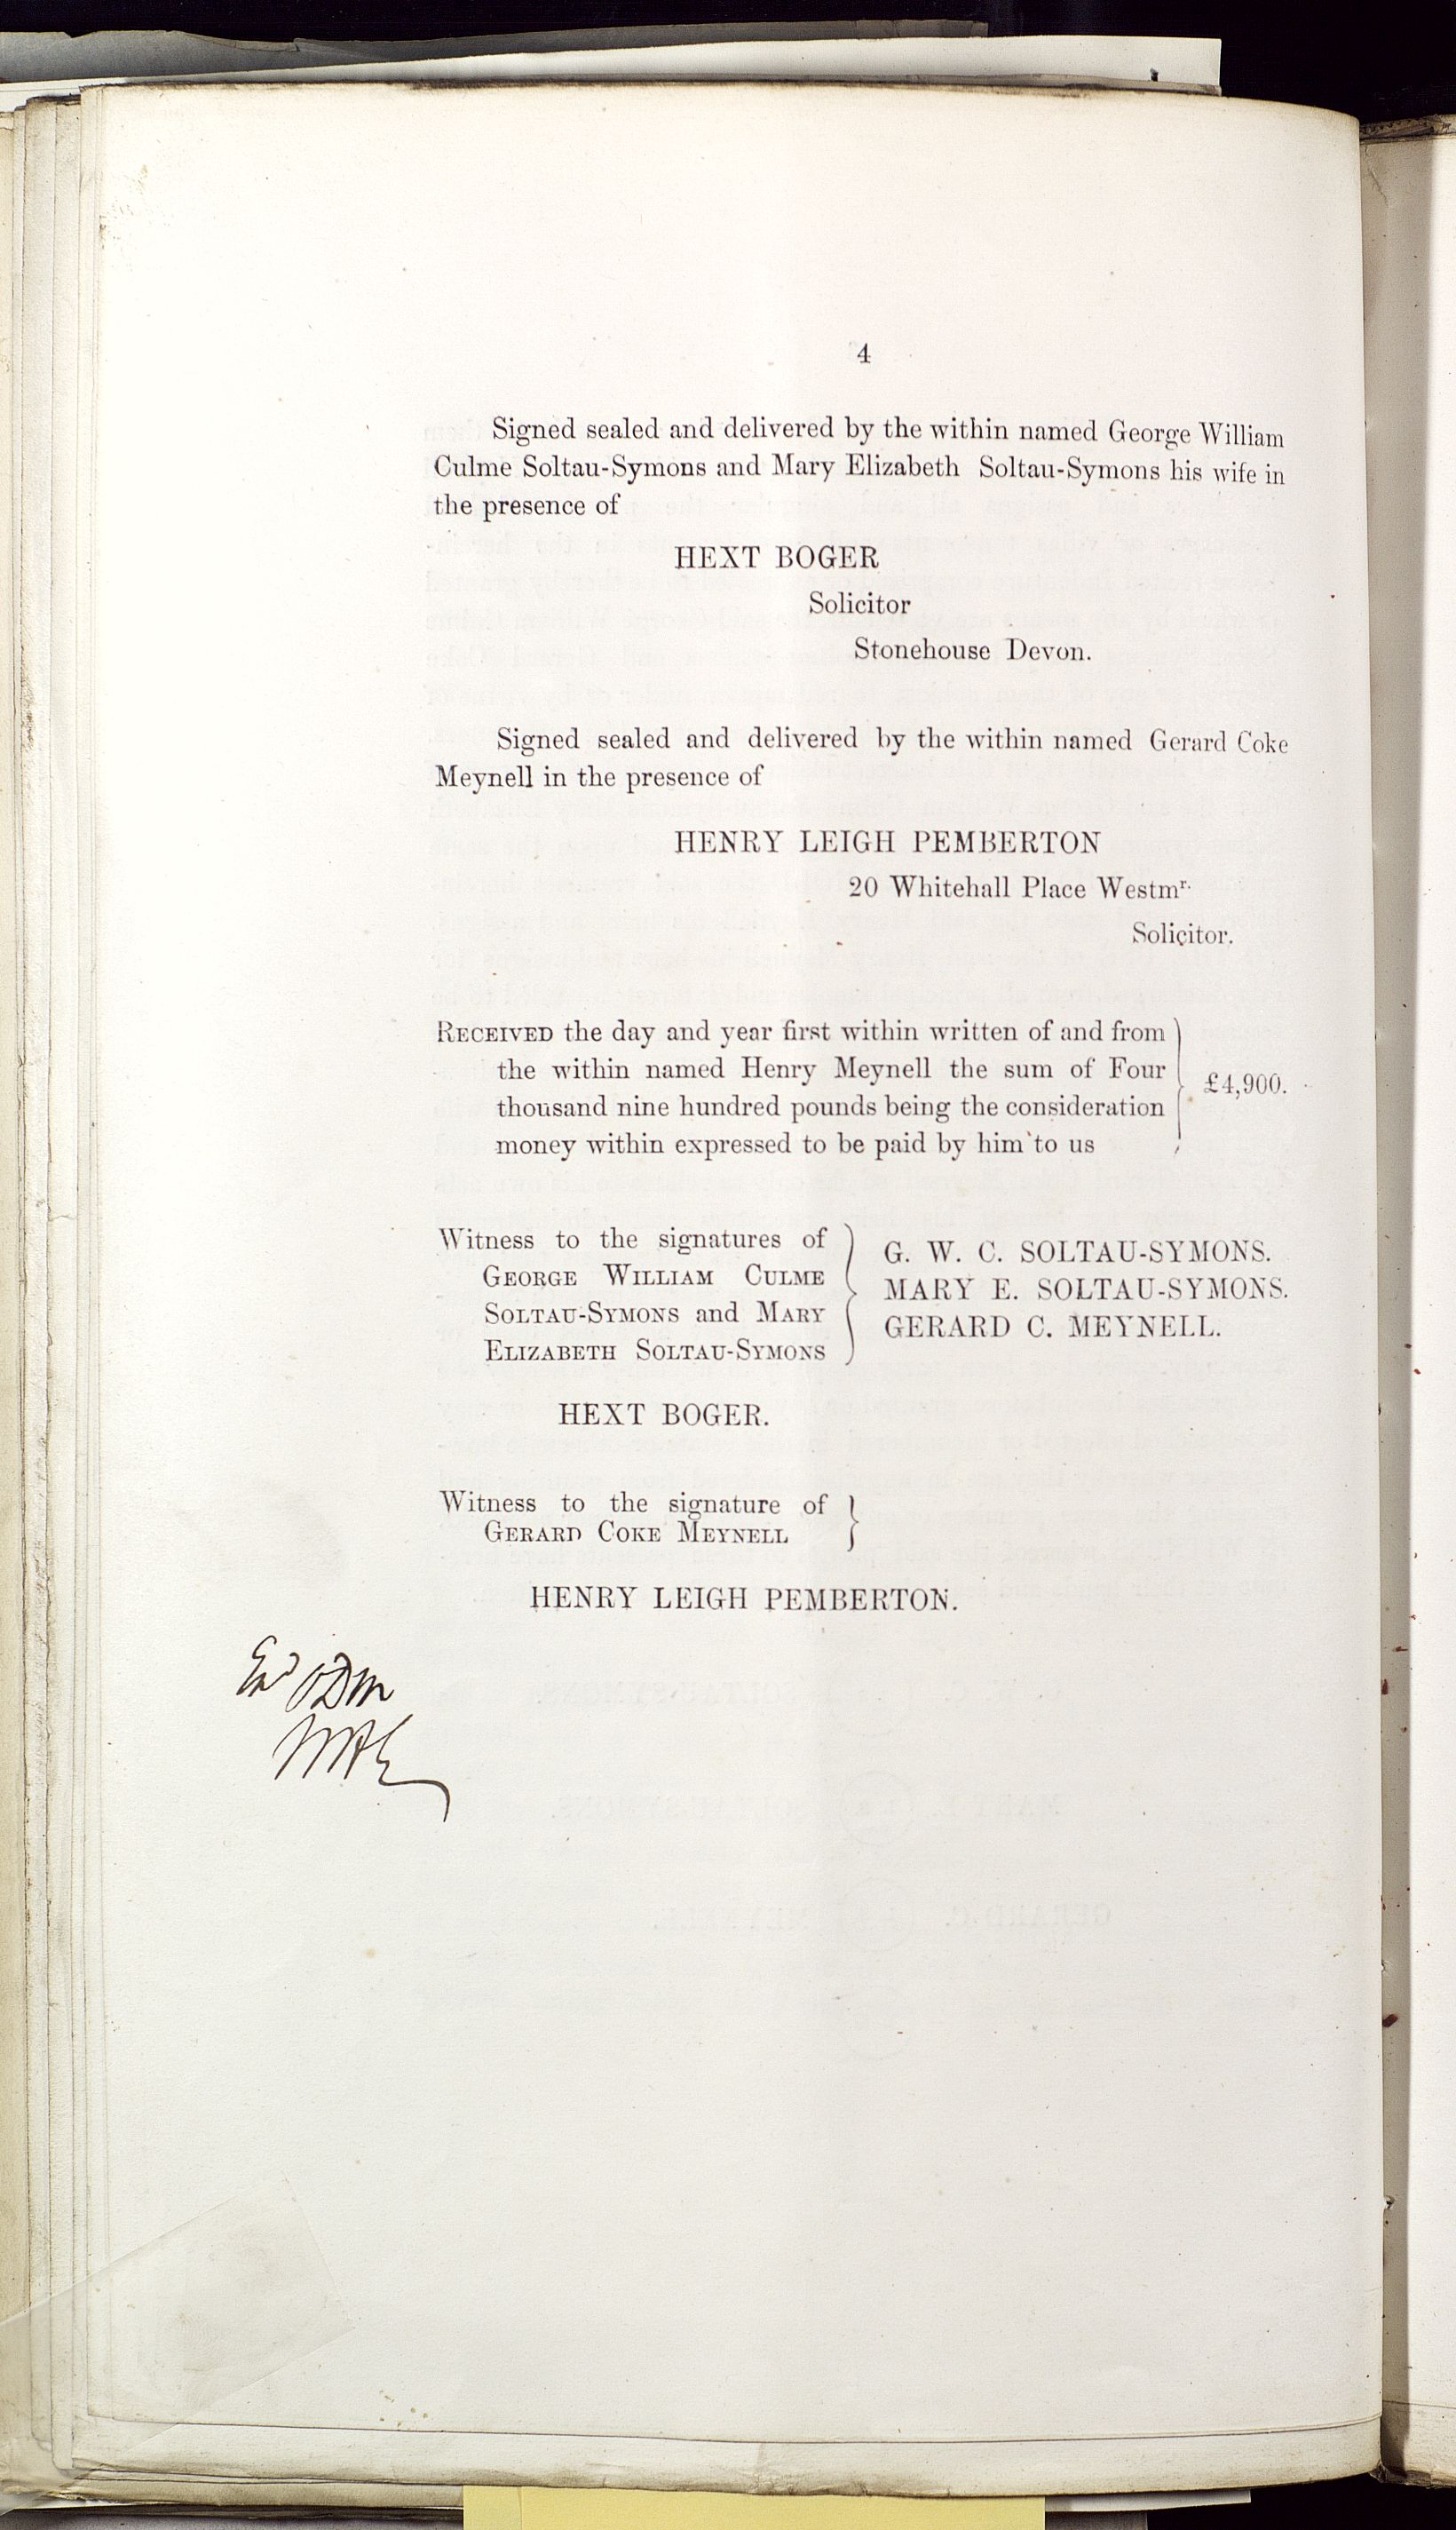 4
Signed sealed and delivered by the within named George William
Culme Soltau-Symons and Mary Elizabeth Soltau-Symons his wife in
the presence of
HEXT BOGER
Solicitor
Stonehouse Devon.
Signed sealed and delivered by the within named Gerard Coke
Meynell in the presence of
HENRY LEIGH PEMBERTON
20 Whitehall Place Westmr.
Solicitor.
RECEIVED the day and year first within written of and from
the within named Henry Meynell the sum of Four
thousand nine hundred pounds being the consideration
money within expressed to be paid by him to us
£4,900.
Witness to the signatures of
GEORGE WILLIAM CULME
SOLTAU-SYMONS and MARY
ELIZABETH SOLTAU-SYMONS
G. W. C. SOLTAU-SYMONS.
MARY E. SOLTAU-SYMONS.
GERARD C. MEYNELL.
HEXT BOGER.
Witness to the signature of
GERARD COKE MEYNELL
HENRY LEIGH PEMBERTON.